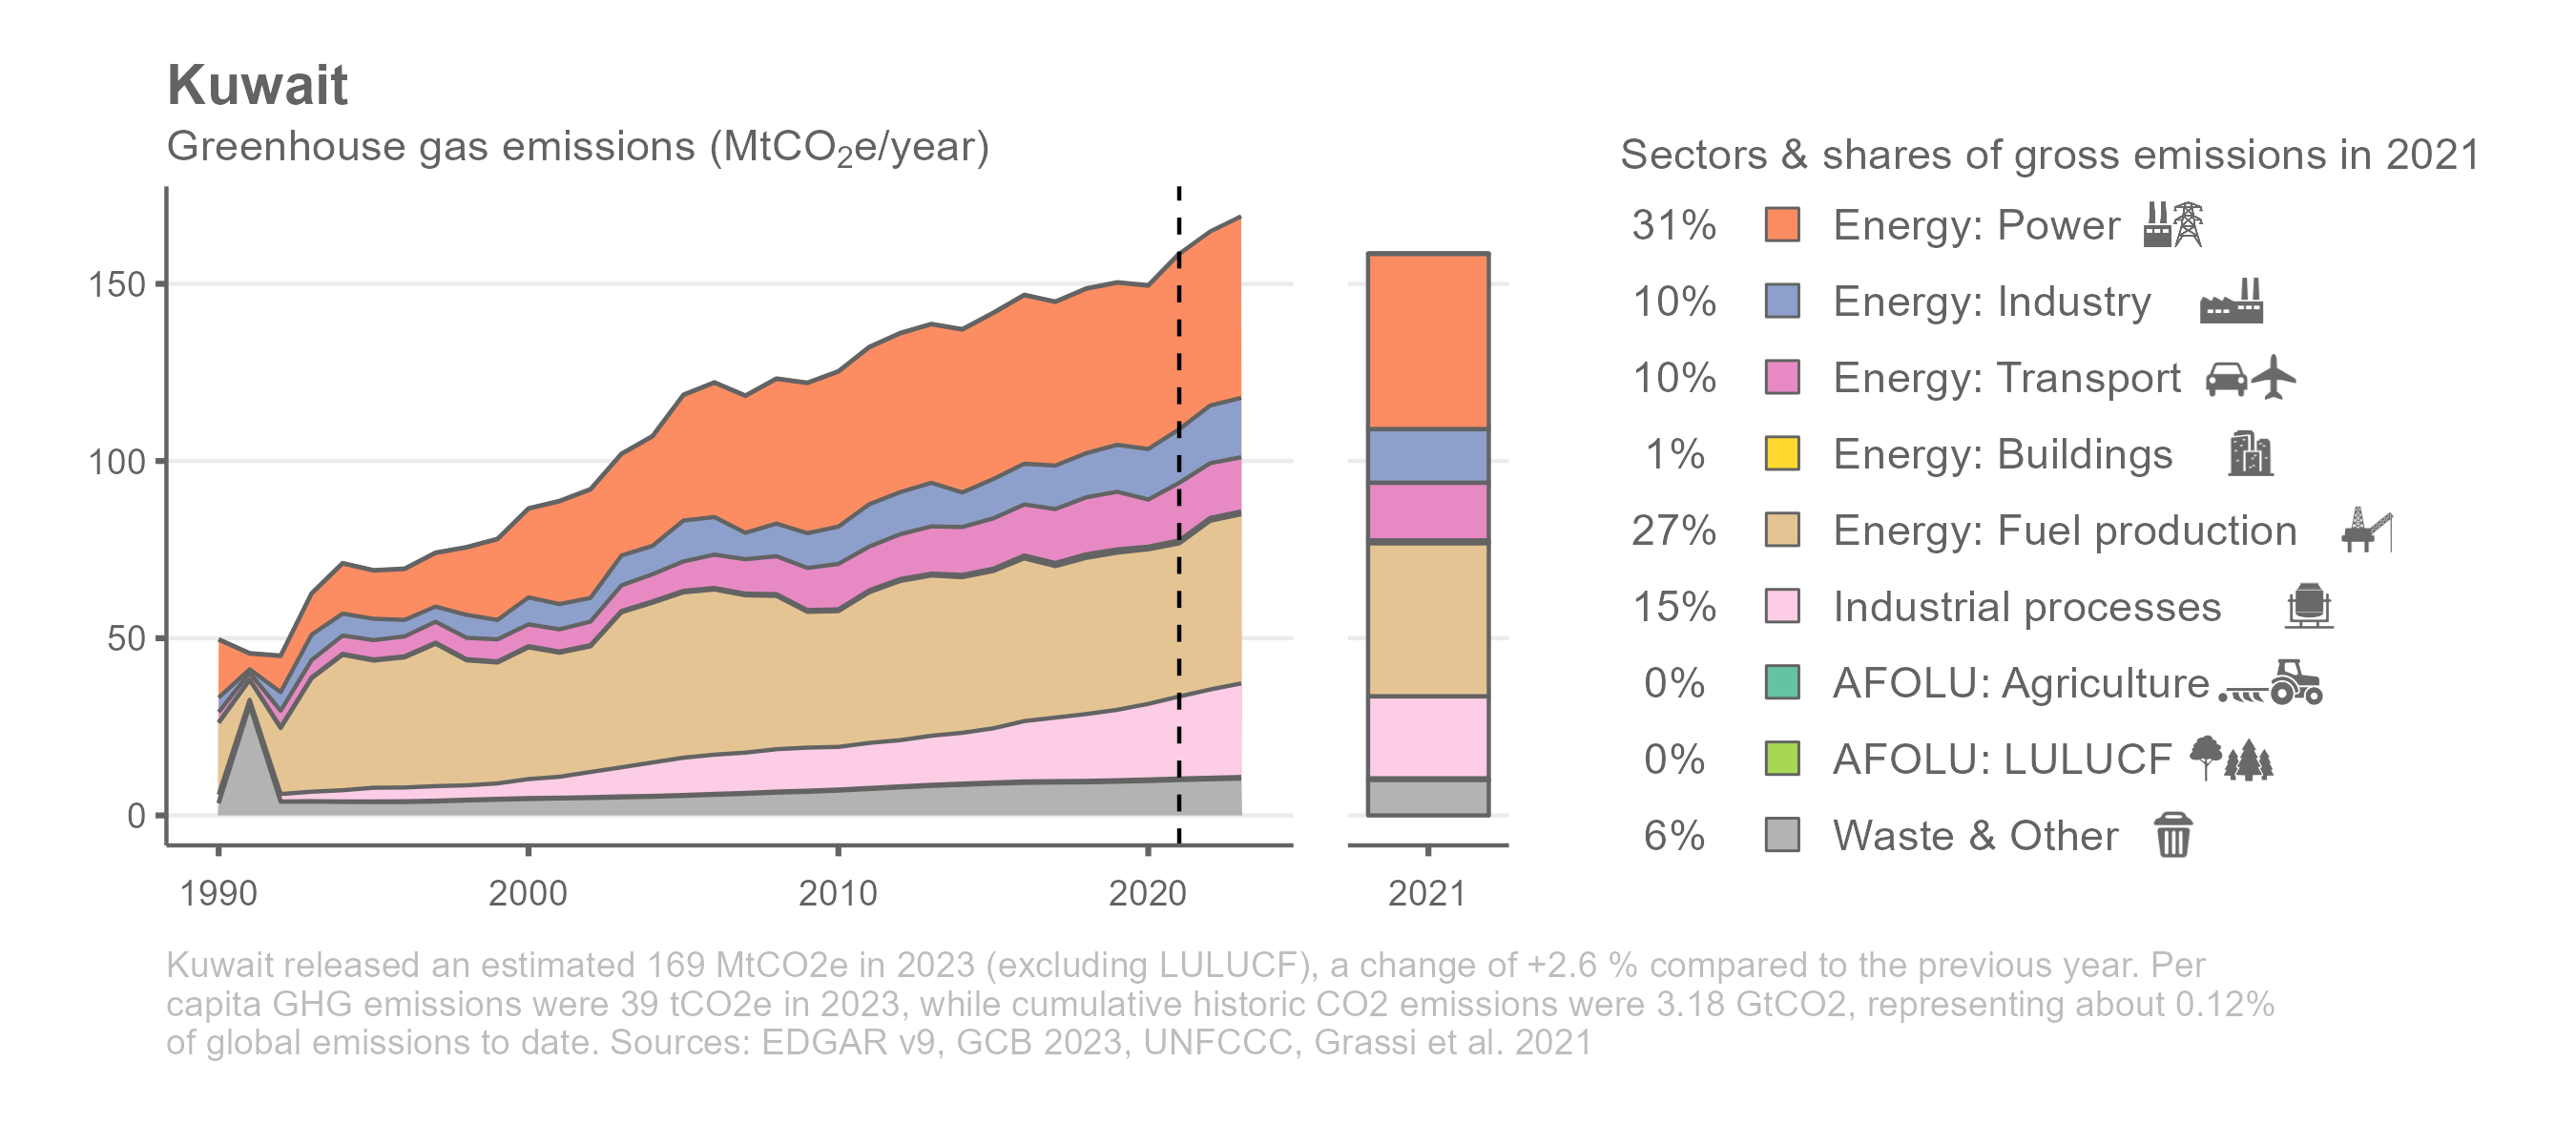 Kuwait
Greenhouse gas emissions (MtCO₂e/year)
150
100
50
0
1990 2000 2010 2020
2021
Sectors & shares of gross emissions in 2021
31% Energy: Power
10% Energy: Industry
10% Energy: Transport
1% Energy: Buildings
27% Energy: Fuel production
15% Industrial processes
0% AFOLU: Agriculture
0% AFOLU: LULUCF
6% Waste & Other
Kuwait released an estimated 169 MtCO2e in 2023 (excluding LULUCF), a change of +2.6 % compared to the previous year. Per
capita GHG emissions were 39 tCO2e in 2023, while cumulative historic CO2 emissions were 3.18 GtCO2, representing about 0.12%
of global emissions to date. Sources: EDGAR v9, GCB 2023, UNFCCC, Grassi et al. 2021